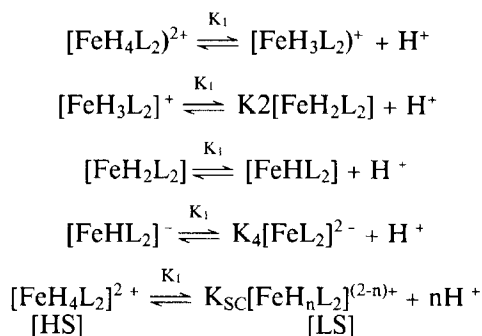 [FeH₄L₂)²⁺ ⇌ (K₁) [FeH₃L₂)⁺ + H⁺
[FeH₃L₂]⁺ ⇌ (K₁) K2[FeH₂L₂] + H⁺
[FeH₂L₂] ⇌ (K₁) [FeHL₂] + H⁺
[FeHL₂]⁻ ⇌ (K₁) K₄[FeL₂]²⁻ + H⁺
[FeH₄L₂]²⁺ ⇌ (K₁) K_SC[FeHₙL₂]⁽²⁻ⁿ⁾⁺ + nH⁺
[HS] [LS]